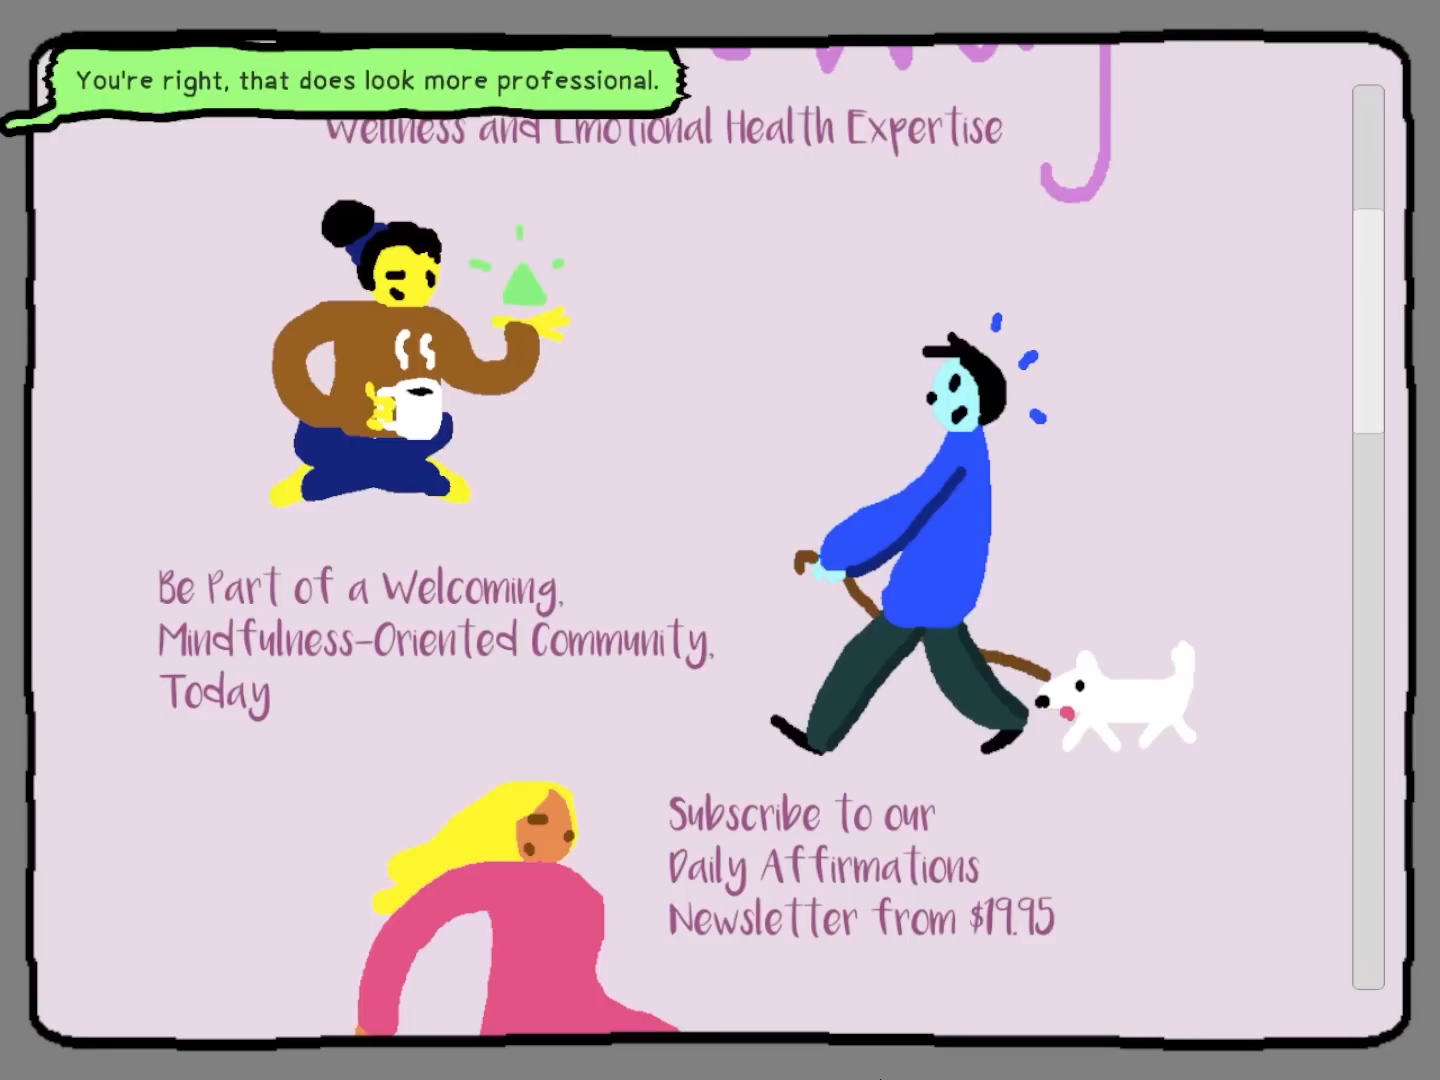 You're right, that does look more professional.
Wellness and Emotional Health Expertise
Be Part of a Welcoming,
Mindfulness-Oriented Community,
Today
Subscribe to our
Daily Affirmations
Newsletter from $19.95